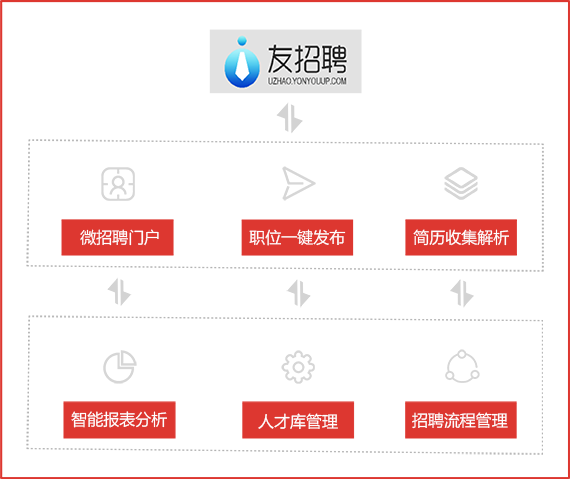 友招聘
UZHAO.YONYOUUP.COM
微招聘门户
职位一键发布
简历收集解析
智能报表分析
人才库管理
招聘流程管理